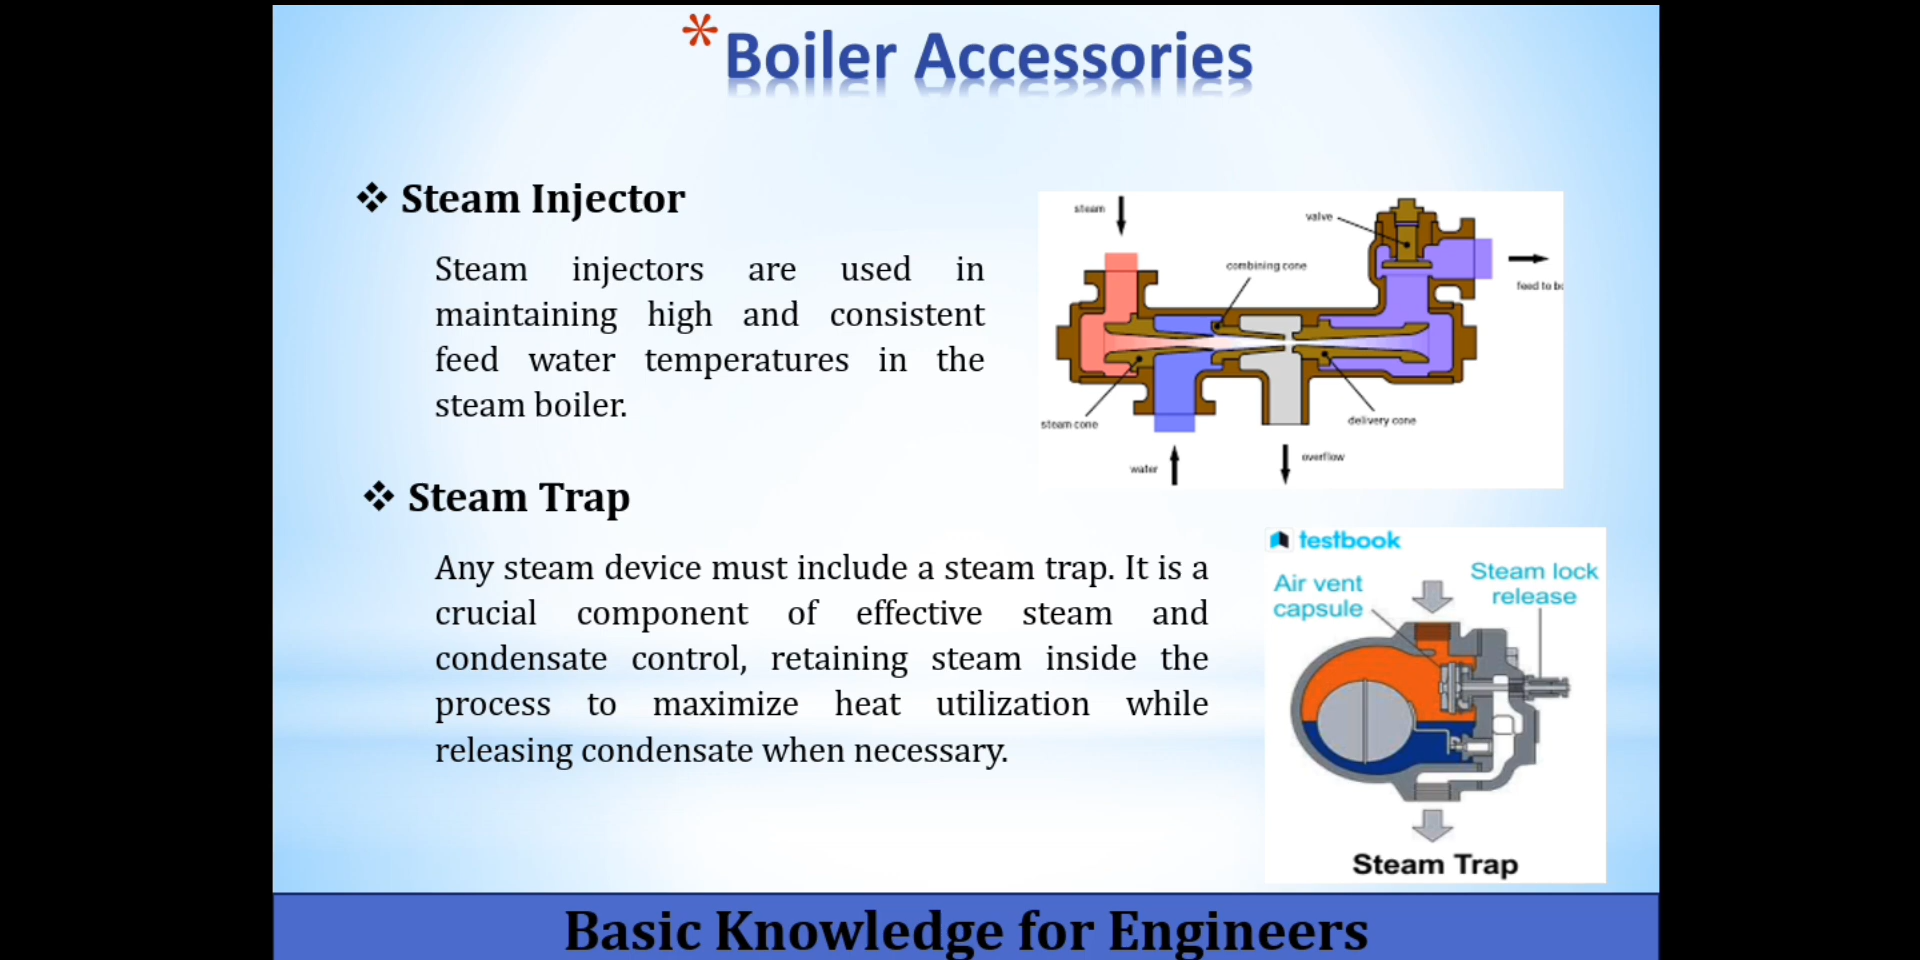 *Boiler Accessories
❖ Steam Injector
Steam injectors are used in
maintaining high and consistent
feed water temperatures in the
steam boiler.
steam
valve
combining cone
feed to bo
steam cone
delivery cone
water
overflow
❖ Steam Trap
Any steam device must include a steam trap. It is a
crucial component of effective steam and
condensate control, retaining steam inside the
process to maximize heat utilization while
releasing condensate when necessary.
testbook
Air vent
capsule
Steam lock
release
Steam Trap
Basic Knowledge for Engineers